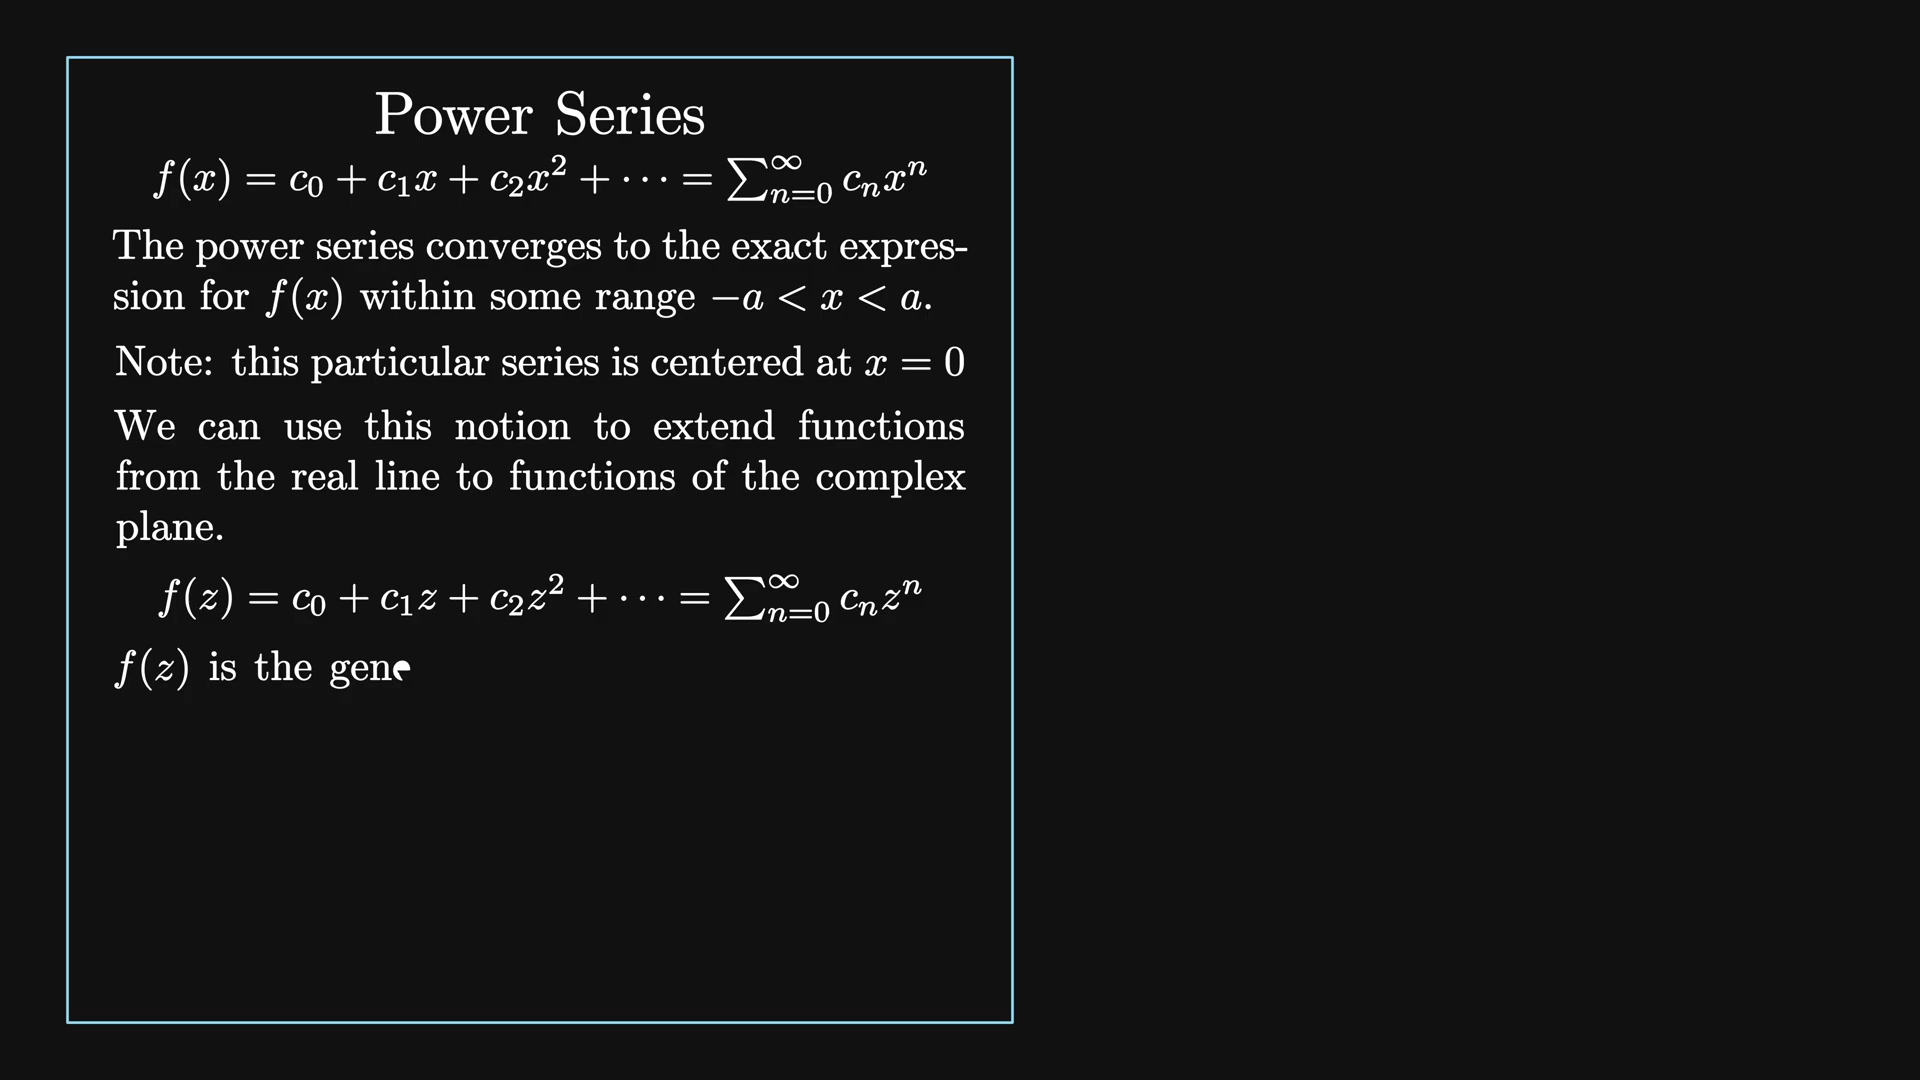 Power Series
f(x) = c₀ + c₁x + c₂x² + ⋯ = ∑ₙ₌₀^∞ cₙxⁿ
The power series converges to the exact expres-
sion for f(x) within some range −a < x < a.
Note: this particular series is centered at x = 0
We can use this notion to extend functions
from the real line to functions of the complex
plane.
f(z) = c₀ + c₁z + c₂z² + ⋯ = ∑ₙ₌₀^∞ cₙzⁿ
f(z) is the gene